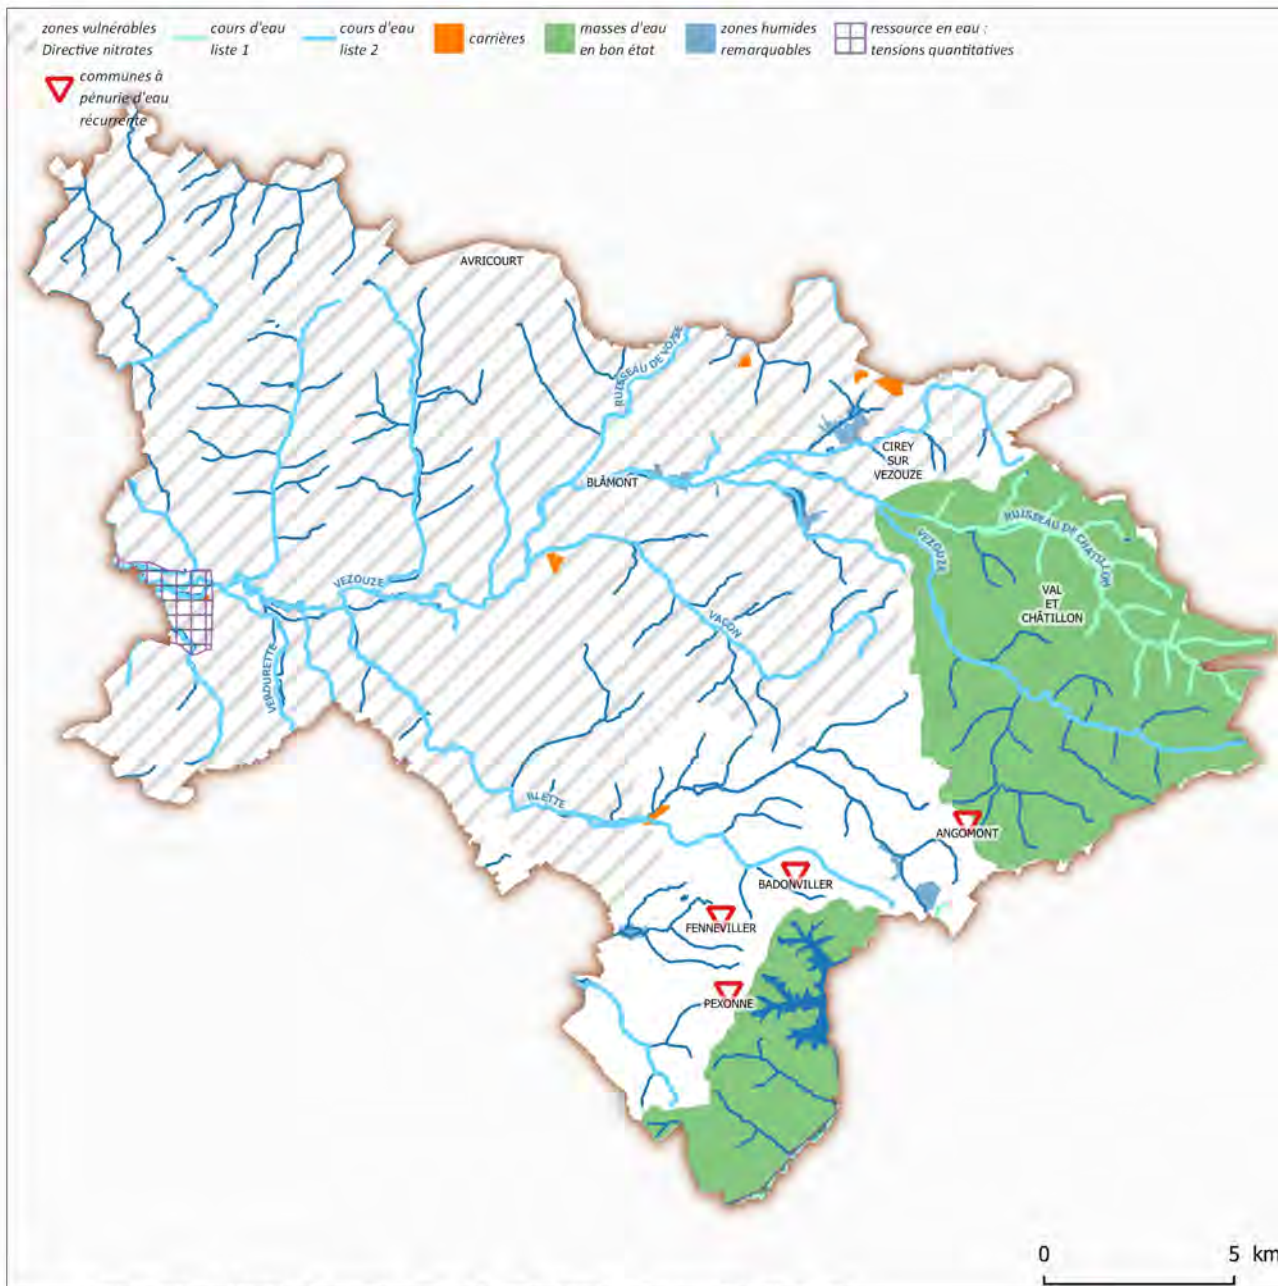 zones vulnérables
Directive nitrates
cours d'eau
liste 1
cours d'eau
liste 2
carrières
masses d'eau
en bon état
zones humides
remarquables
ressource en eau :
tensions quantitatives
communes à
pénurie d'eau
récurrente
AVRICOURT
RUISSEAU DE VOISE
CIREY
SUR
VEZOUZE
BLÂMONT
RUISSEAU DE CHATILLON
VEZOUZE
VEZOUZE
VAL
ET
CHÂTILLON
VACON
VERDURETTE
BLETTE
ANGOMONT
BADONVILLER
FENNEVILLER
PEXONNE
0 5 km